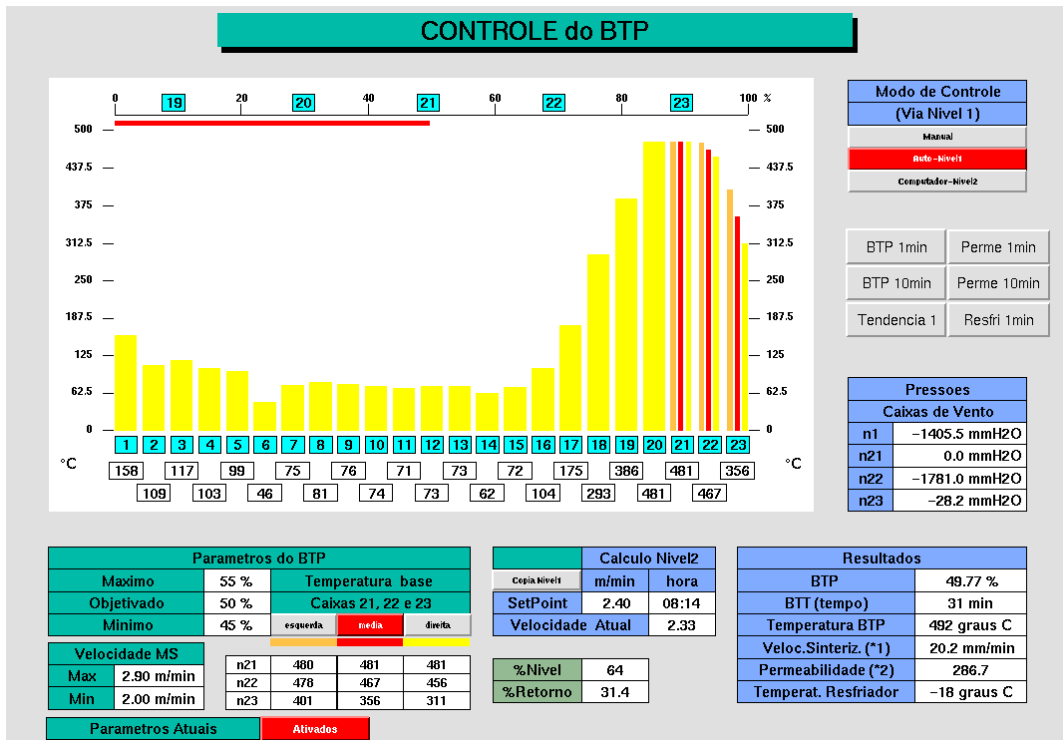 CONTROLE do BTP
0 19 20 20 40 21 60 22 80 23 100 %
500 500
437.5 437.5
375 375
312.5 312.5
250 250
187.5 187.5
125 125
62.5 62.5
0 0
1 2 3 4 5 6 7 8 9 10 11 12 13 14 15 16 17 18 19 20 21 22 23
°C 158 117 99 75 76 71 73 72 175 386 481 356 °C
109 103 46 81 74 73 62 104 293 481 467
Modo de Controle
(Via Nivel 1)
Manual
Auto-Nivel1
Computador-Nivel2
BTP 1min Perme 1min
BTP 10min Perme 10min
Tendencia 1 Resfri 1min
Pressoes
Caixas de Vento
n1 -1405.5 mmH2O
n21 0.0 mmH2O
n22 -1781.0 mmH2O
n23 -28.2 mmH2O
Parametros do BTP
Maximo 55 % Temperatura base
Objetivado 50 % Caixas 21, 22 e 23
Minimo 45 % esquerda media direita
Velocidade MS
Max 2.90 m/min
Min 2.00 m/min
n21 480 481 481
n22 478 467 456
n23 401 356 311
Parametros Atuais Ativados
Calculo Nivel2
Copia Nivel1 m/min hora
SetPoint 2.40 08:14
Velocidade Atual 2.33
%Nivel 64
%Retorno 31.4
Resultados
BTP 49.77 %
BTT (tempo) 31 min
Temperatura BTP 492 graus C
Veloc.Sinteriz. (*1) 20.2 mm/min
Permeabilidade (*2) 286.7
Temperat. Resfriador -18 graus C